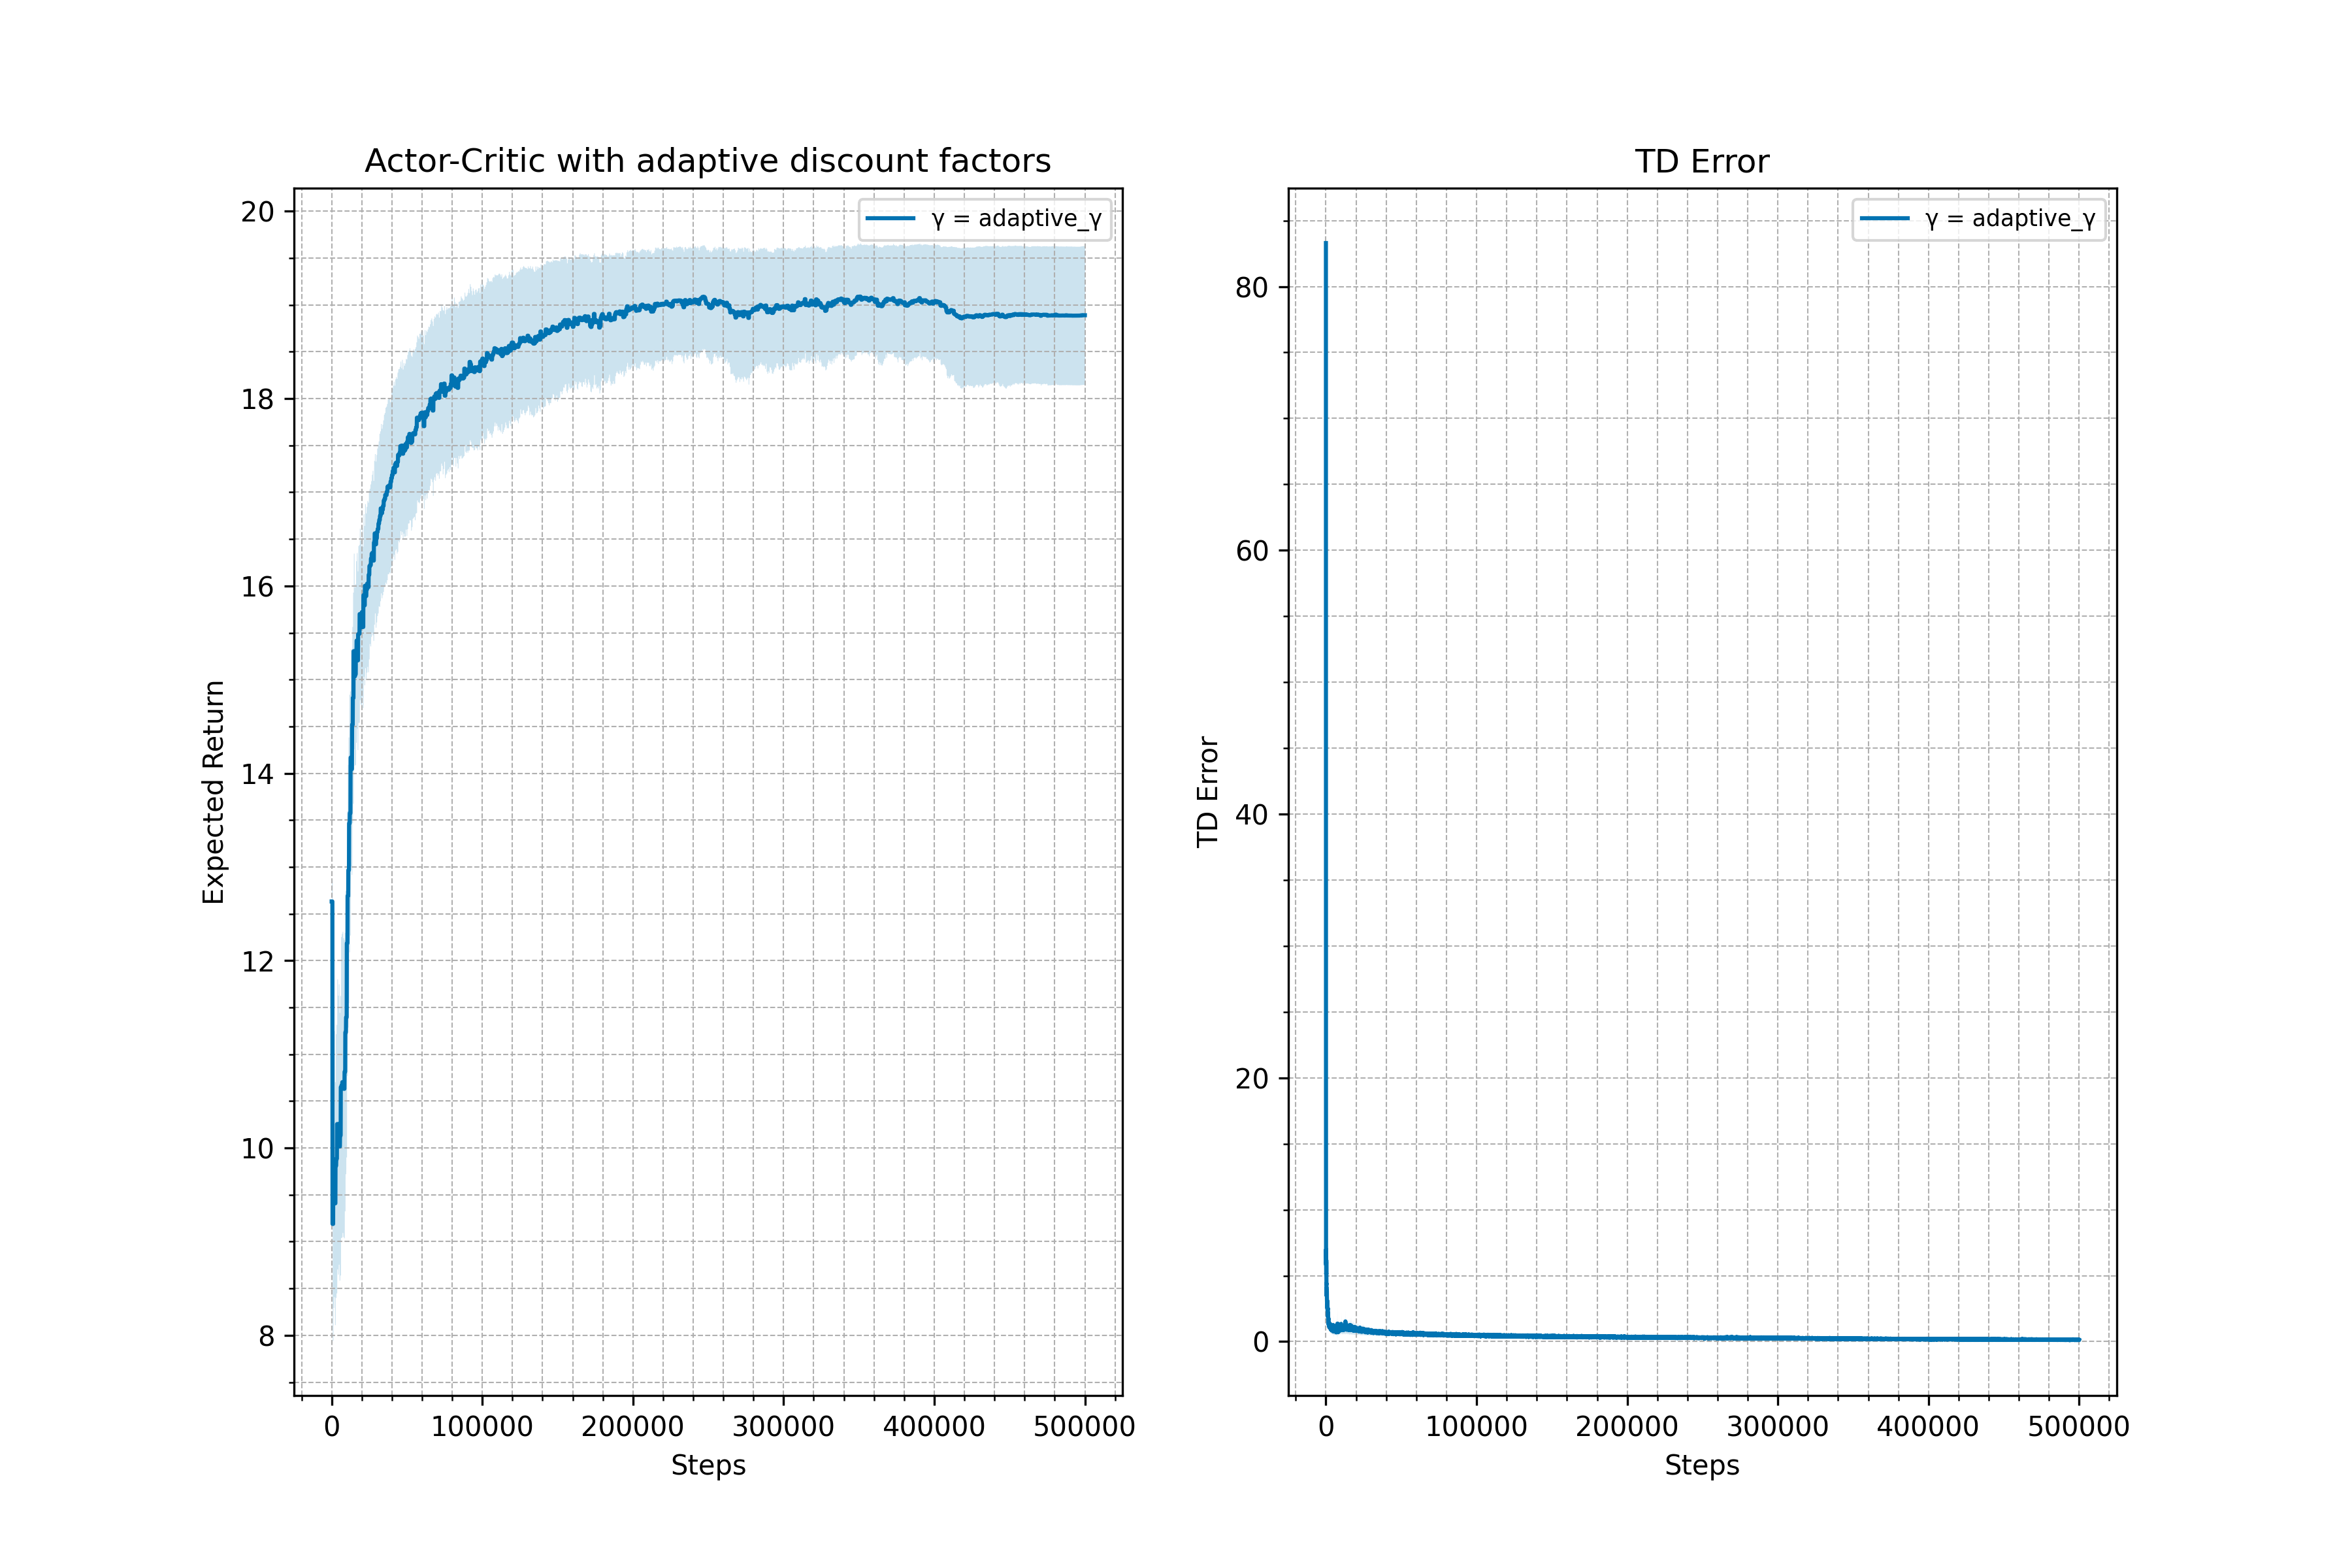 Actor-Critic with adaptive discount factors
γ = adaptive_γ
Expected Return
20
18
16
14
12
10
8
0 100000 200000 300000 400000 500000
Steps
TD Error
γ = adaptive_γ
TD Error
80
60
40
20
0
0 100000 200000 300000 400000 500000
Steps